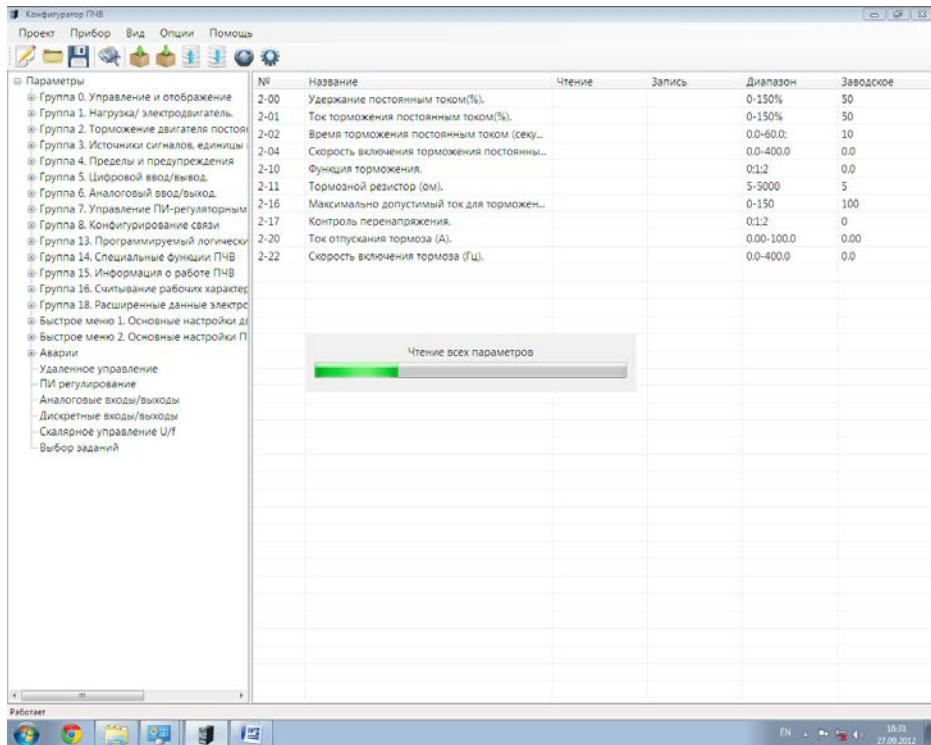 Конфигуратор ПЧВ
Проект Прибор Вид Опции Помощь
Параметры
Группа 0. Управление и отображение
Группа 1. Нагрузка/ электродвигатель.
Группа 2. Торможение двигателя постоя
Группа 3. Источники сигналов, единицы
Группа 4. Пределы и предупреждения
Группа 5. Цифровой ввод/вывод.
Группа 6. Аналоговый ввод/выход.
Группа 7. Управление ПИ-регуляторным
Группа 8. Конфигурирование связи
Группа 13. Программируемый логически
Группа 14. Специальные функции ПЧВ
Группа 15. Информация о работе ПЧВ
Группа 16. Считывание рабочих характер
Группа 18. Расширенные данные электрс
Быстрое меню 1. Основные настройки д
Быстрое меню 2. Основные настройки П
Аварии
Удаленное управление
ПИ регулирование
Аналоговые входы/выходы
Дискретные входы/выходы
Скалярное управление U/f
Выбор заданий
№ Название Чтение Запись Диапазон Заводское
2-00 Удержание постоянным током(%). 0-150% 50
2-01 Ток торможения постоянным током(%). 0-150% 50
2-02 Время торможения постоянным током (секу... 0.0-60.0; 10
2-04 Скорость включения торможения постоянны... 0.0-400.0 0.0
2-10 Функция торможения. 0;1;2 0.0
2-11 Тормозной резистор (ом). 5-5000 5
2-16 Максимально допустимый ток для торможен... 0-150 100
2-17 Контроль перенапряжения. 0;1;2 0
2-20 Ток отпускания тормоза (А). 0.00-100.0 0.00
2-22 Скорость включения тормоза (Гц). 0.0-400.0 0.0
Чтение всех параметров
Работает
EN 16:31
27.09.2012